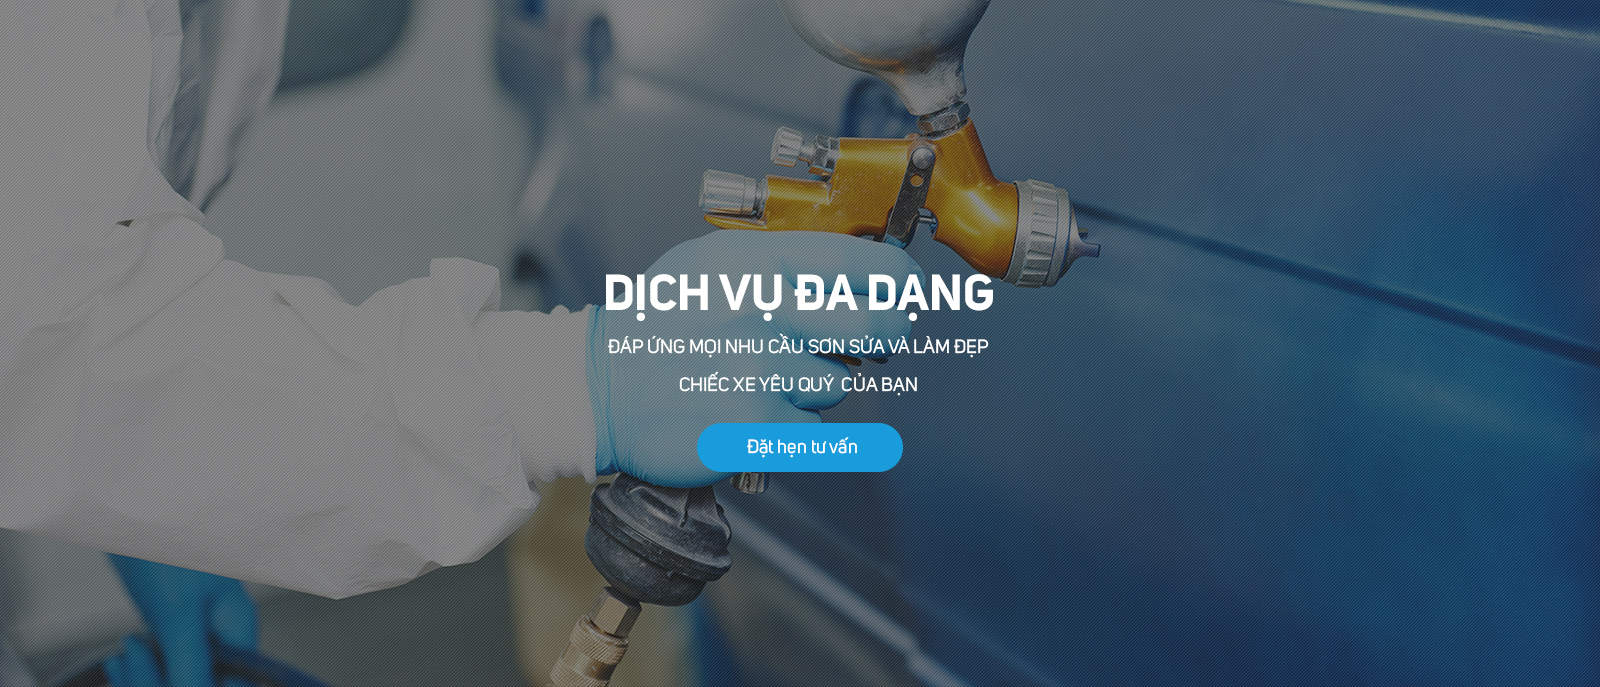 DỊCH VỤ ĐA DẠNG
ĐÁP ỨNG MỌI NHU CẦU SƠN SỬA VÀ LÀM ĐẸP
CHIẾC XE YÊU QUÝ CỦA BẠN
Đặt hẹn tư vấn